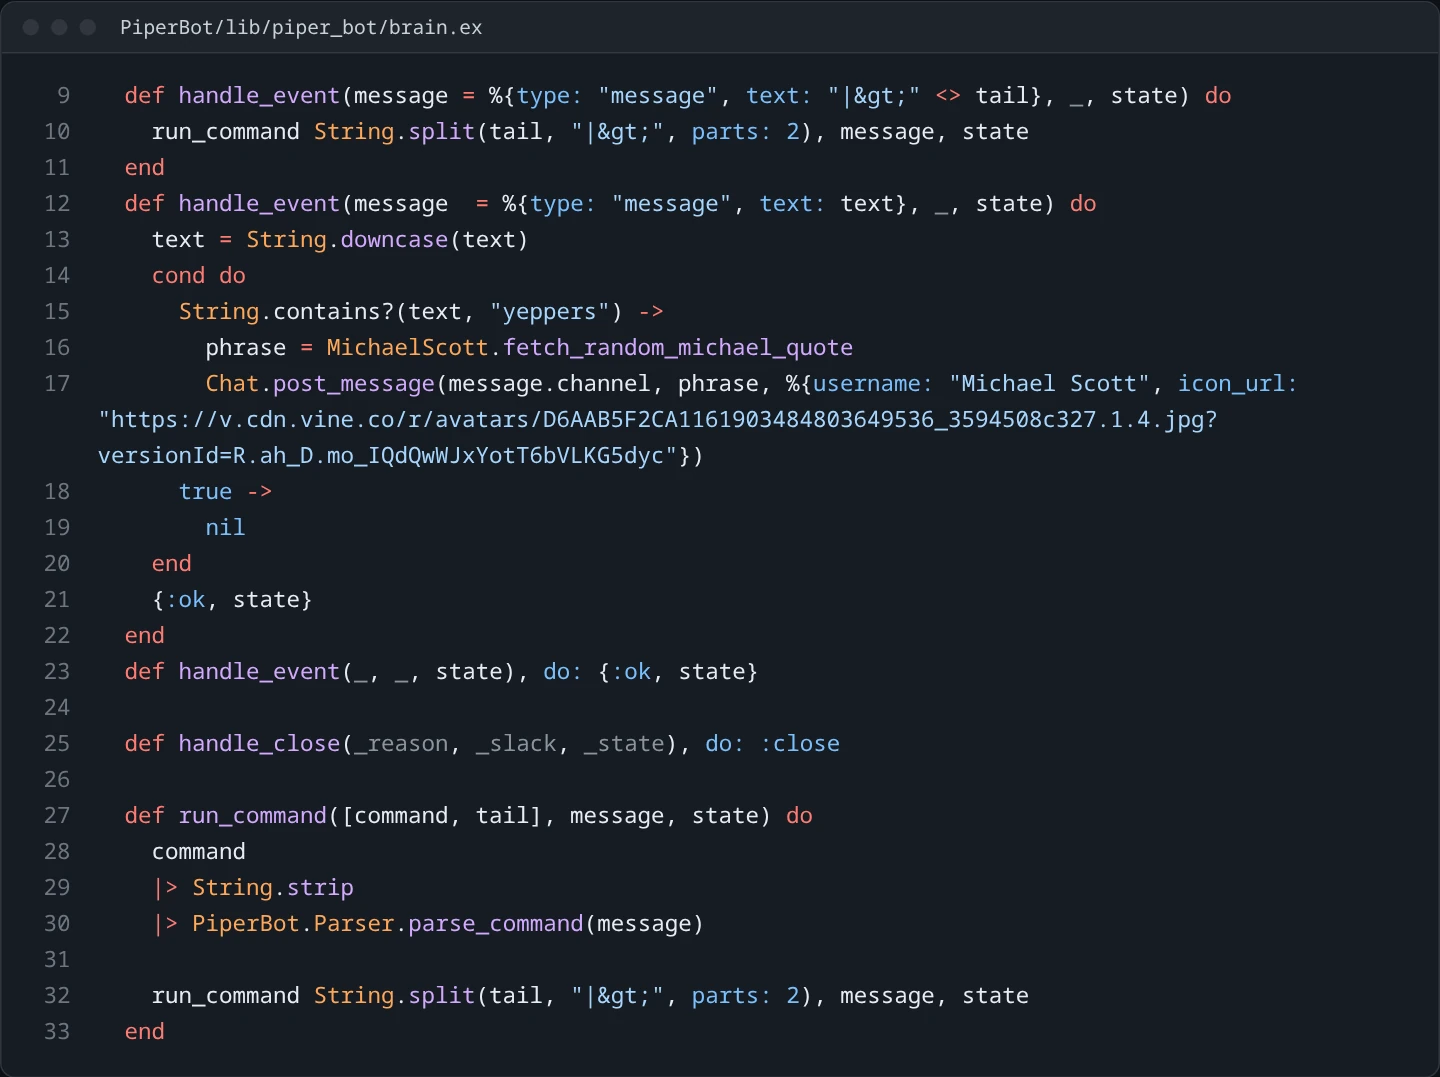 PiperBot/lib/piper_bot/brain.ex
9 def handle_event(message = %{type: "message", text: "|&gt;" <> tail}, _, state) do
10 run_command String.split(tail, "|&gt;", parts: 2), message, state
11 end
12 def handle_event(message  = %{type: "message", text: text}, _, state) do
13 text = String.downcase(text)
14 cond do
15 String.contains?(text, "yeppers") ->
16 phrase = MichaelScott.fetch_random_michael_quote
17 Chat.post_message(message.channel, phrase, %{username: "Michael Scott", icon_url:
"https://v.cdn.vine.co/r/avatars/D6AAB5F2CA1161903484803649536_3594508c327.1.4.jpg?
versionId=R.ah_D.mo_IQdQwWJxYotT6bVLKG5dyc"})
18 true ->
19 nil
20 end
21 {:ok, state}
22 end
23 def handle_event(_, _, state), do: {:ok, state}
24
25 def handle_close(_reason, _slack, _state), do: :close
26
27 def run_command([command, tail], message, state) do
28 command
29 |> String.strip
30 |> PiperBot.Parser.parse_command(message)
31
32 run_command String.split(tail, "|&gt;", parts: 2), message, state
33 end